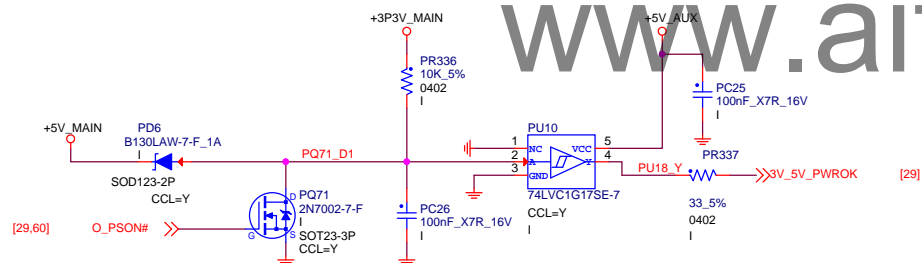 www.ait
+3P3V_MAIN
+5V_AUX
PR336
10K_5%
0402
I
PC25
100nF_X7R_16V
I
+5V_MAIN
PD6
B130LAW-7-F_1A
I
SOD123-2P
CCL=Y
PQ71_D1
PU10
1
NC
VCC
5
2
A
Y
4
3
GND
74LVC1G17SE-7
CCL=Y
I
PU18_Y
PR337
33_5%
0402
I
3V_5V_PWROK
[29]
PQ71
2N7002-7-F
I
SOT23-3P
CCL=Y
D
G
S
PC26
100nF_X7R_16V
I
[29,60]
O_PSON#